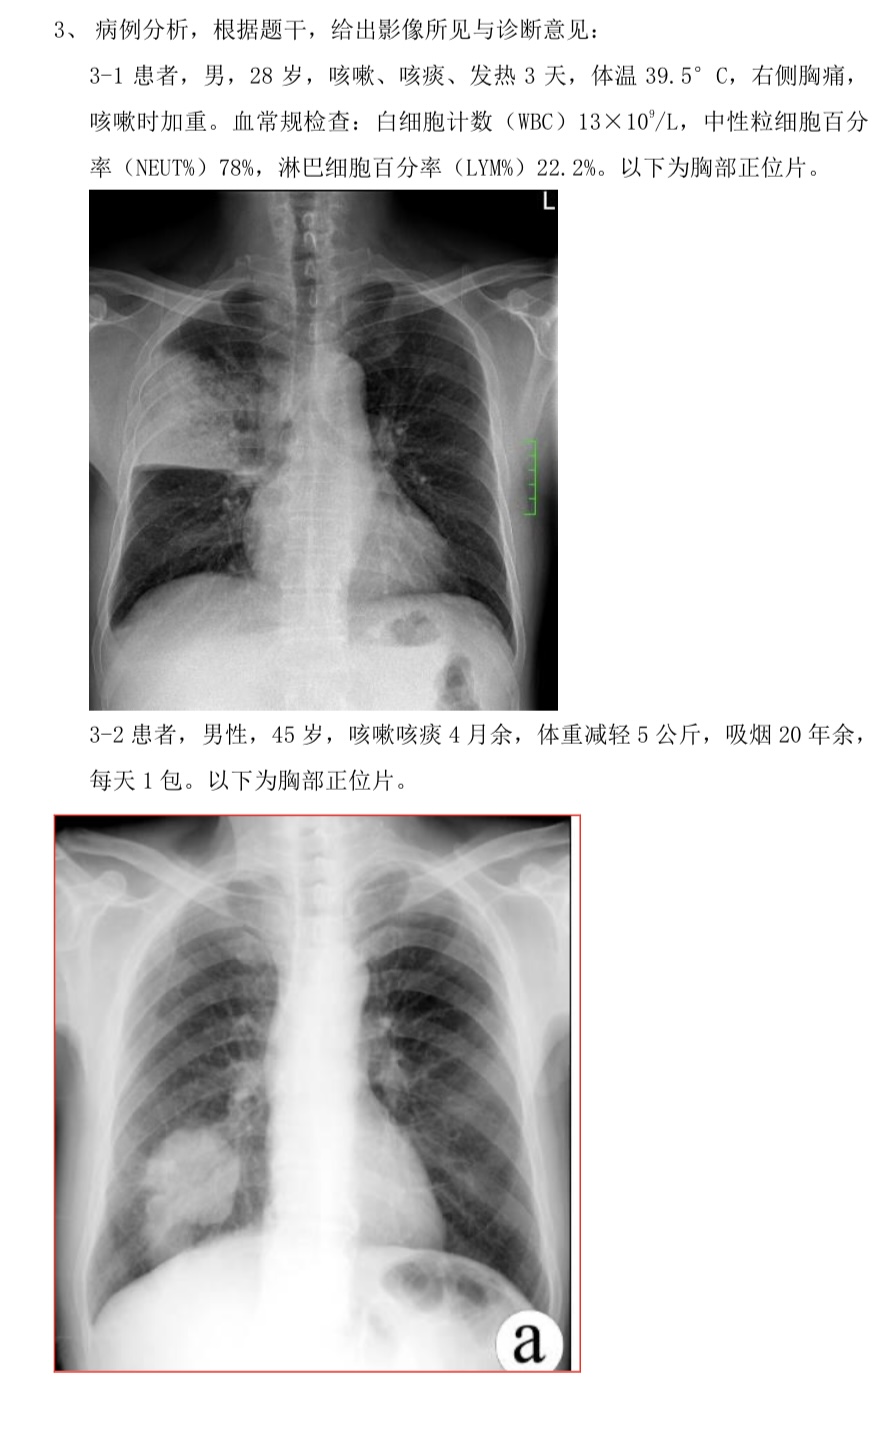 3、 病例分析，根据题干，给出影像所见与诊断意见：
3-1 患者，男，28 岁，咳嗽、咳痰、发热 3 天，体温 39.5°C，右侧胸痛，
咳嗽时加重。血常规检查：白细胞计数（WBC）13×10⁹/L，中性粒细胞百分
率（NEUT%）78%，淋巴细胞百分率（LYM%）22.2%。以下为胸部正位片。
L
3-2 患者，男性，45 岁，咳嗽咳痰 4 月余，体重减轻 5 公斤，吸烟 20 年余，
每天 1 包。以下为胸部正位片。
a